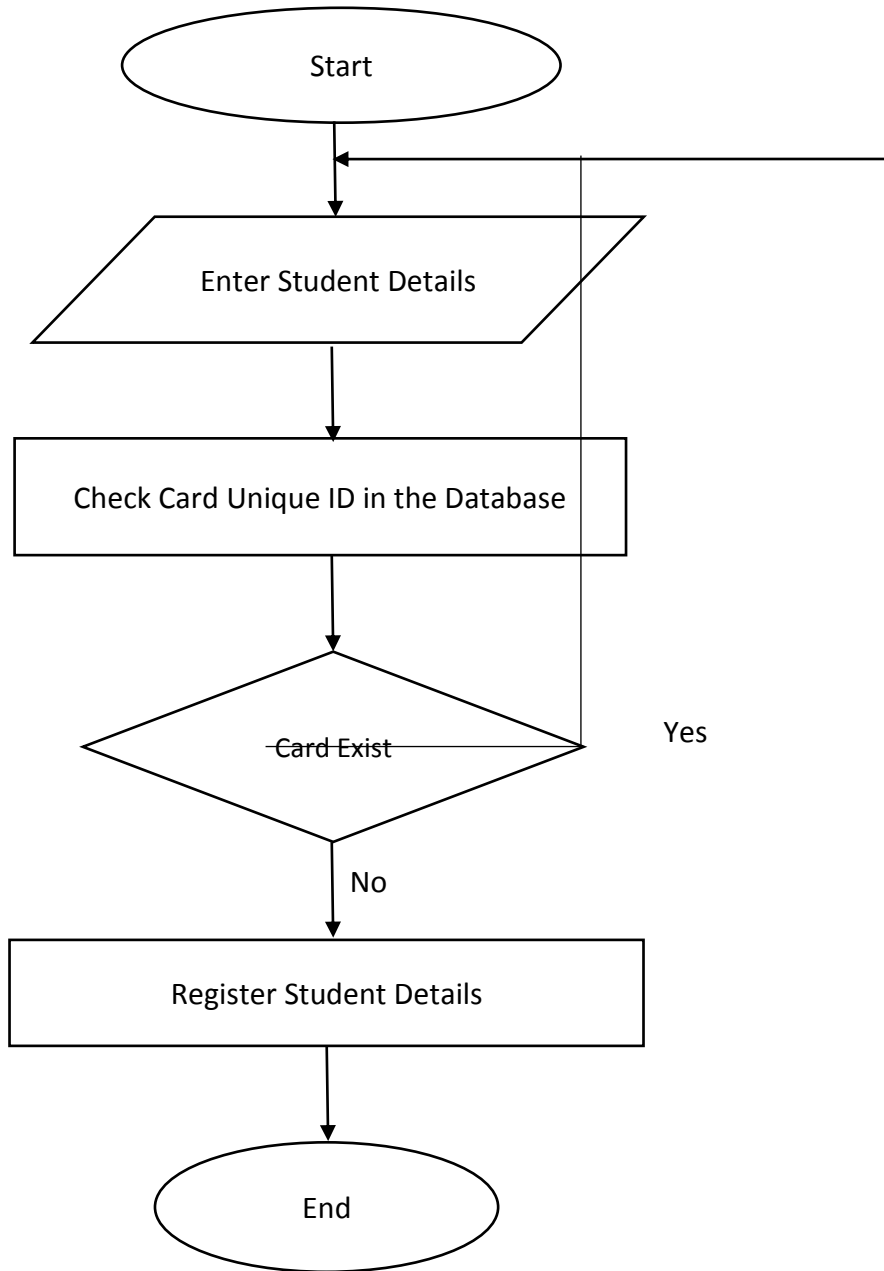 Start
Enter Student Details
Check Card Unique ID in the Database
Card Exist
Yes
No
Register Student Details
End